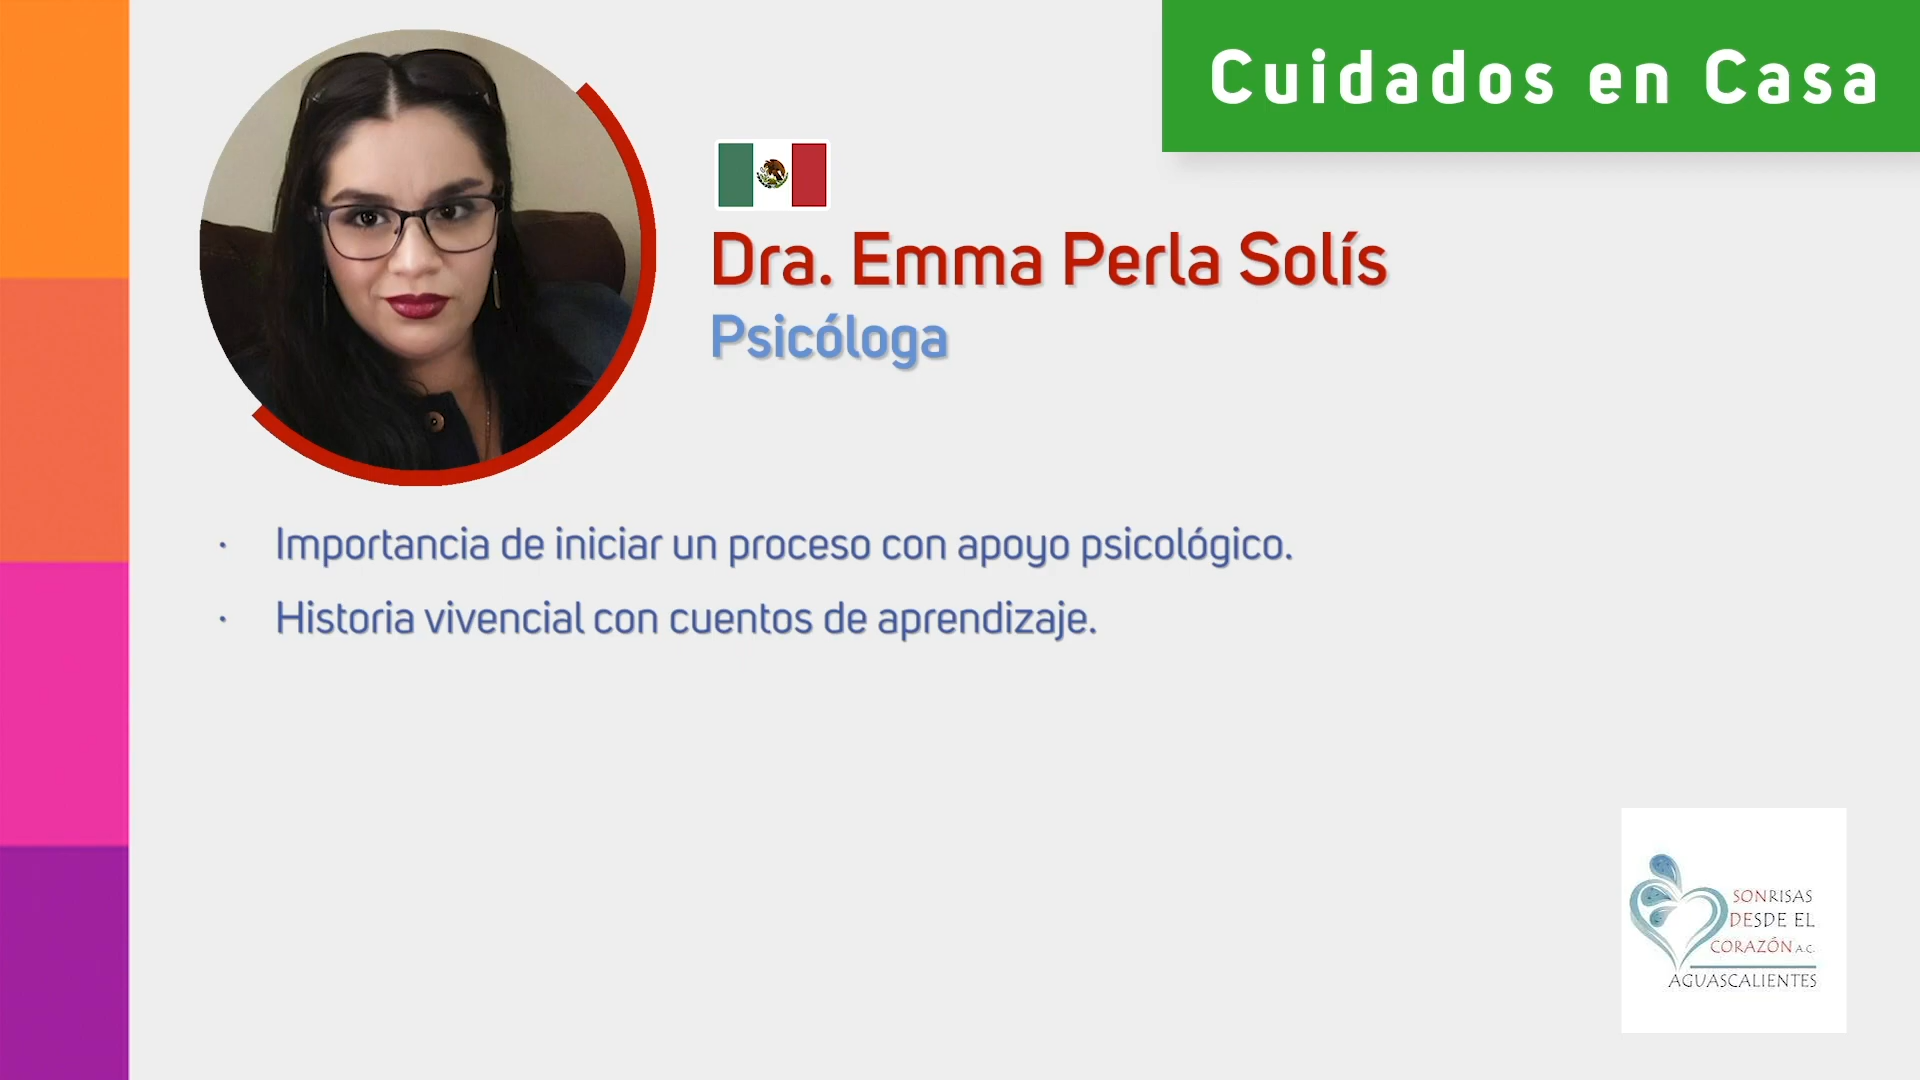 Cuidados en Casa
Dra. Emma Perla Solís
Psicóloga
· Importancia de iniciar un proceso con apoyo psicológico.
· Historia vivencial con cuentos de aprendizaje.
SONRISAS
DESDE EL
CORAZÓN A.C.
AGUASCALIENTES